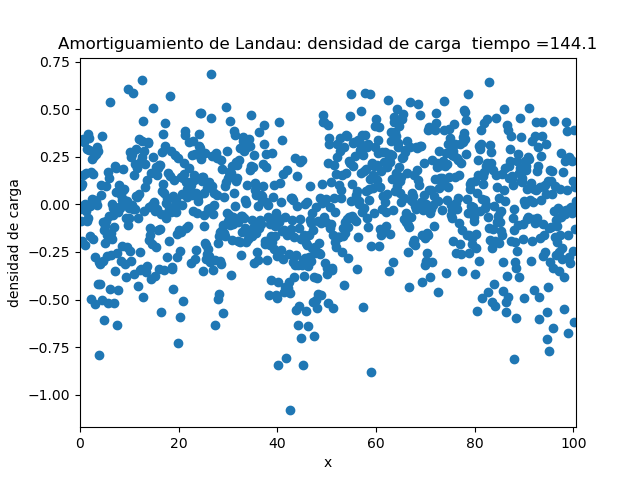 Amortiguamiento de Landau: densidad de carga  tiempo =144.1
0.75
0.50
0.25
0.00
−0.25
−0.50
−0.75
−1.00
densidad de carga
0 20 40 60 80 100
x